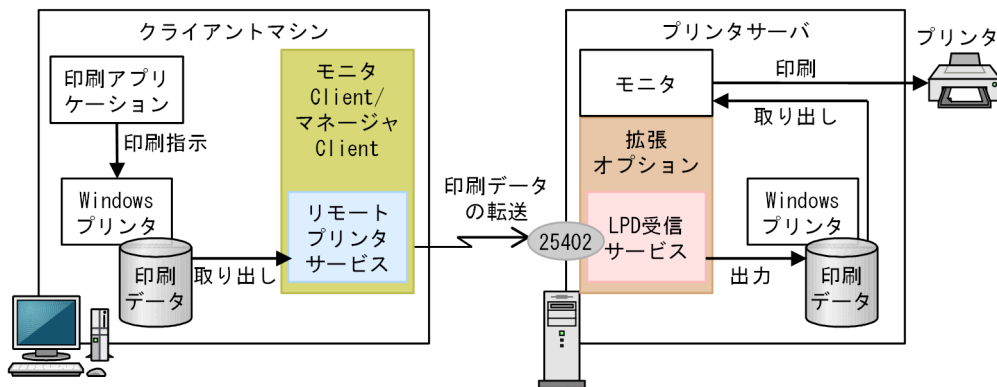 クライアントマシン
印刷アプリ
ケーション
印刷指示
Windows
プリンタ
印刷
データ
取り出し
モニタ
Client/
マネージャ
Client
リモート
プリンタ
サービス
印刷データ
の転送
25402
プリンタサーバ
モニタ
拡張
オプション
LPD受信
サービス
出力
Windows
プリンタ
印刷
データ
取り出し
印刷
プリンタ